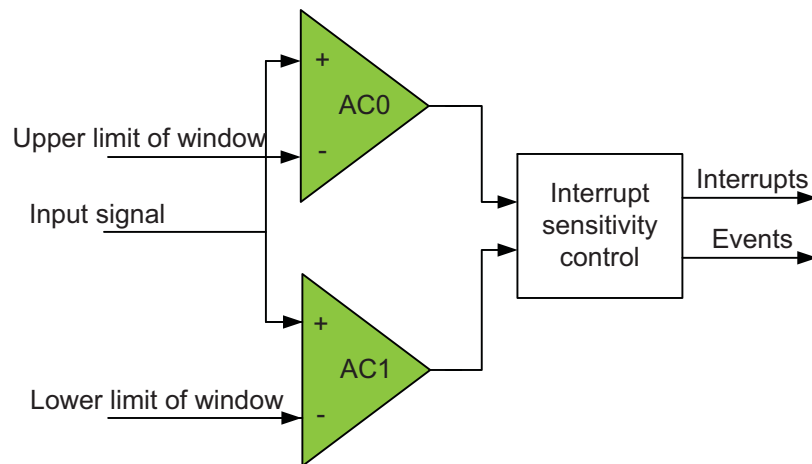 +
AC0
Upper limit of window
-
Input signal
Interrupt
sensitivity
control
Interrupts
Events
+
AC1
Lower limit of window
-